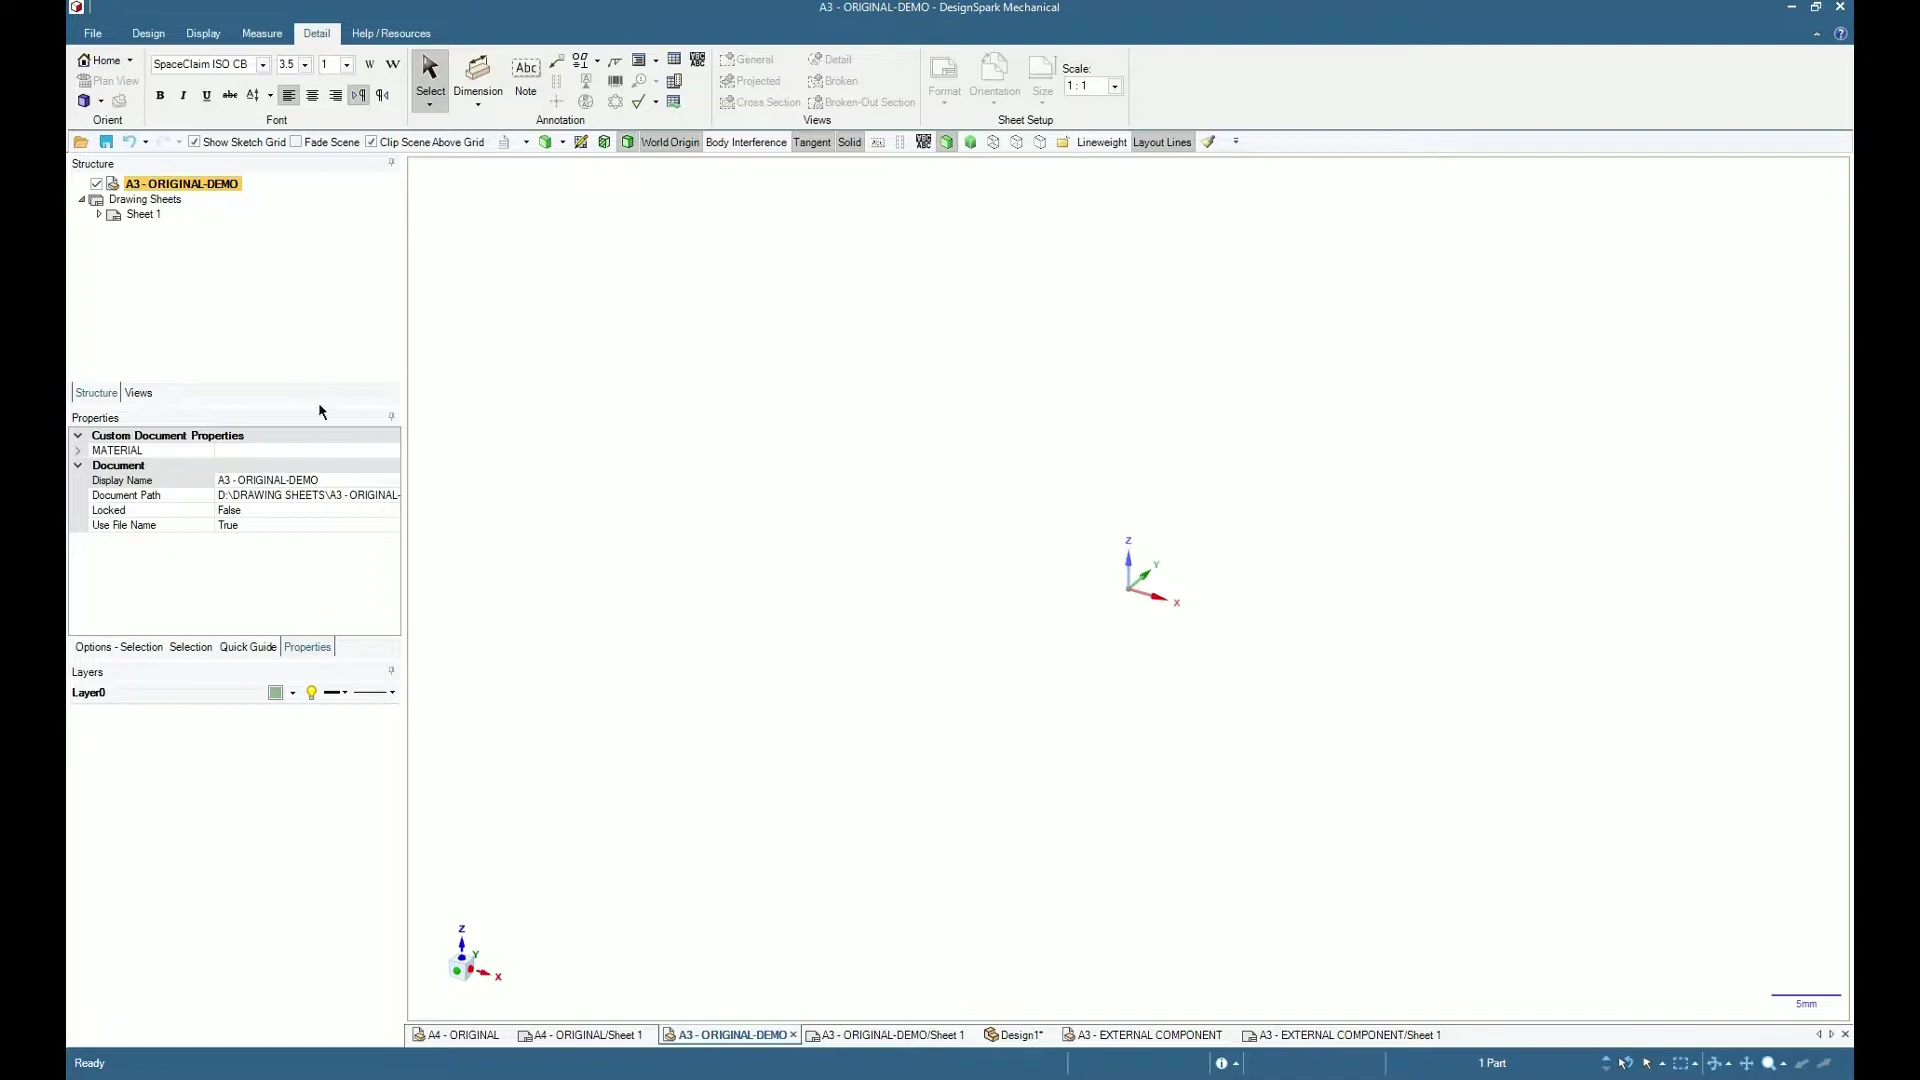 A3 - ORIGINAL-DEMO - DesignSpark Mechanical
File Design Display Measure Detail Help / Resources
Home
Plan View
Orient
SpaceClaim ISO CB 3.5 1 W W
B I U abc
Font
Select
Dimension
Abc
Note
ABC
Annotation
General
Detail
Projected
Broken
Cross Section
Broken-Out Section
Views
Format
Orientation
Size
Scale:
1 : 1
Sheet Setup
Show Sketch Grid Fade Scene Clip Scene Above Grid World Origin Body Interference Tangent Solid Lineweight Layout Lines
Structure
A3 - ORIGINAL-DEMO
Drawing Sheets
Sheet 1
Structure Views
Properties
Custom Document Properties
MATERIAL
Document
Display Name A3 - ORIGINAL-DEMO
Document Path D:\DRAWING SHEETS\A3 - ORIGINAL-
Locked False
Use File Name True
Options - Selection Selection Quick Guide Properties
Layers
Layer0
Z
Y
X
Z
Y
X
5mm
A4 - ORIGINAL A4 - ORIGINAL/Sheet 1 A3 - ORIGINAL-DEMO A3 - ORIGINAL-DEMO/Sheet 1 Design1* A3 - EXTERNAL COMPONENT A3 - EXTERNAL COMPONENT/Sheet 1
Ready
1 Part